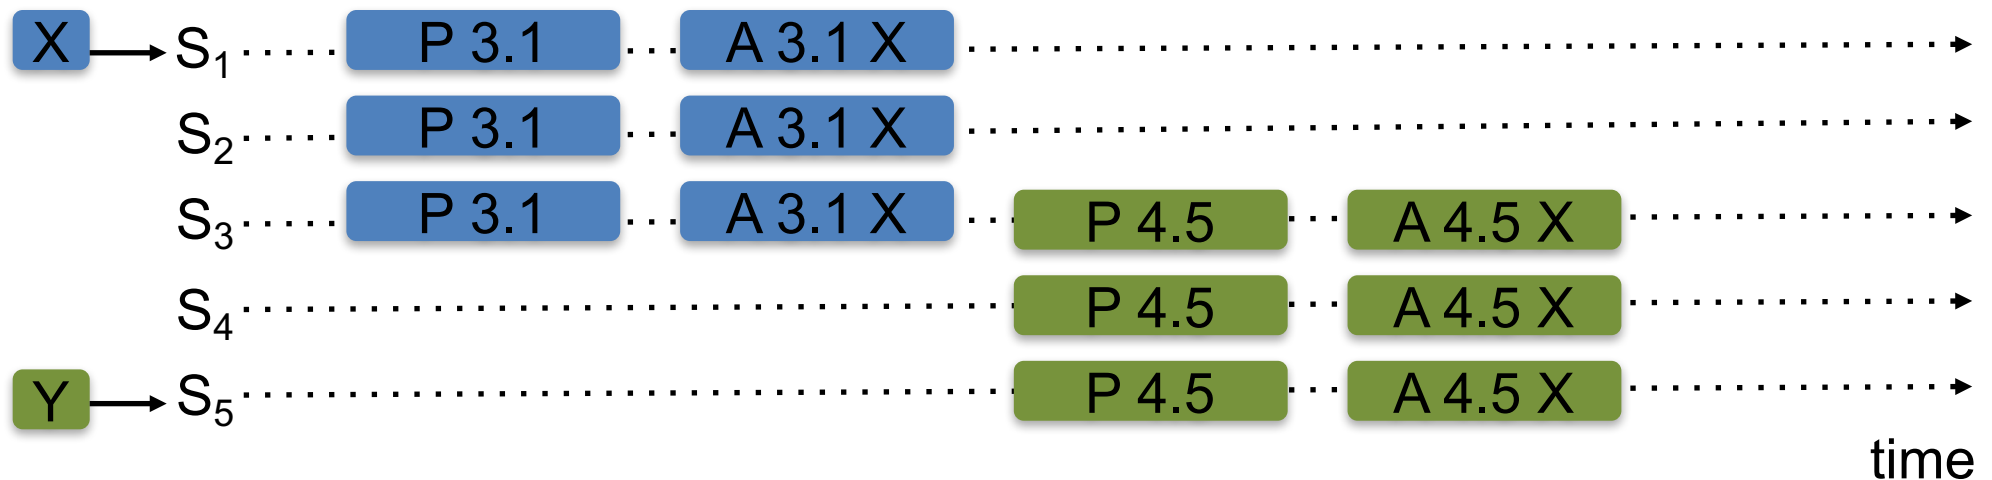 X S1 P 3.1 A 3.1 X
S2 P 3.1 A 3.1 X
S3 P 3.1 A 3.1 X P 4.5 A 4.5 X
S4 P 4.5 A 4.5 X
Y S5 P 4.5 A 4.5 X
time